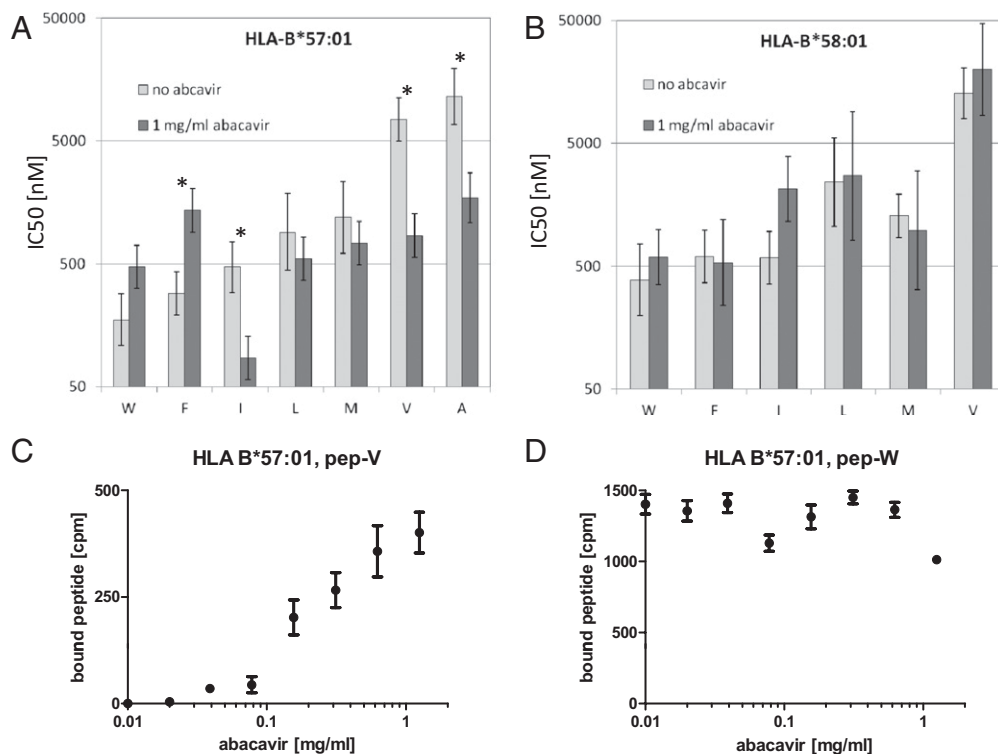 A
50000
5000
500
50
IC50 [nM]
HLA-B*57:01
no abcavir
1 mg/ml abacavir
* * * *
W F I L M V A
B
50000
5000
500
50
IC50 [nM]
HLA-B*58:01
no abcavir
1 mg/ml abacavir
W F I L M V
C
HLA B*57:01, pep-V
500
250
0
bound peptide [cpm]
0.01 0.1 1
abacavir [mg/ml]
D
HLA B*57:01, pep-W
1500
1000
500
0
bound peptide [cpm]
0.01 0.1 1
abacavir [mg/ml]